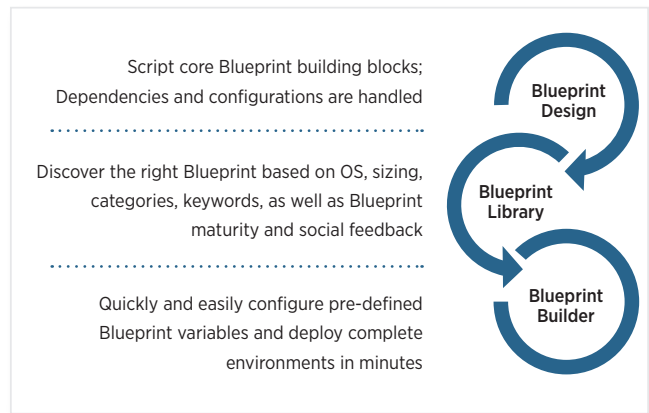 Script core Blueprint building blocks;
Dependencies and configurations are handled
Blueprint
Design
Discover the right Blueprint based on OS, sizing,
categories, keywords, as well as Blueprint
maturity and social feedback
Blueprint
Library
Quickly and easily configure pre-defined
Blueprint variables and deploy complete
environments in minutes
Blueprint
Builder